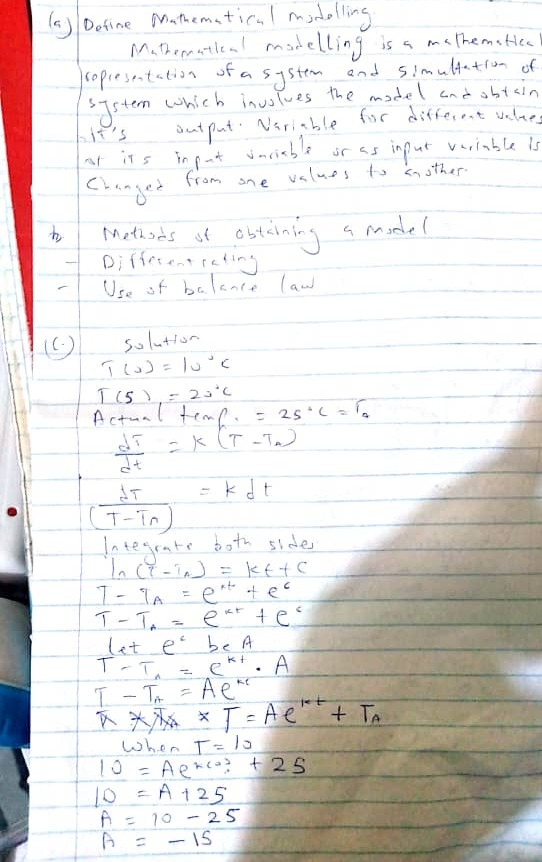 (a) Define Mathematical modelling.
Mathematical modelling is a mathematical
representation of a system and simultation of
system which involves the model and obtain
it's output. Variable for different values
of its input variable or as input variable is
Changed from one values to another.
b Methods of obtaining a model
- Differentiating
- Use of balance law
(C.) Solution
T(0) = 10°C
T(5) = 20°C
Actual temp. = 25°C = Ta
dT/dt = K (T - TA)
dT/(T - TA) = k dt
Integrate both sides
ln (T - TA) = kt + C
T - TA = e^kt + e^c
T - TA = e^kt + e^c
let e^c be A
T - TA = e^kt . A
T - TA = Ae^kt
T = Ae^kt + TA
When T = 10
10 = Ae^k(0) + 25
10 = A + 25
A = 10 - 25
A = -15